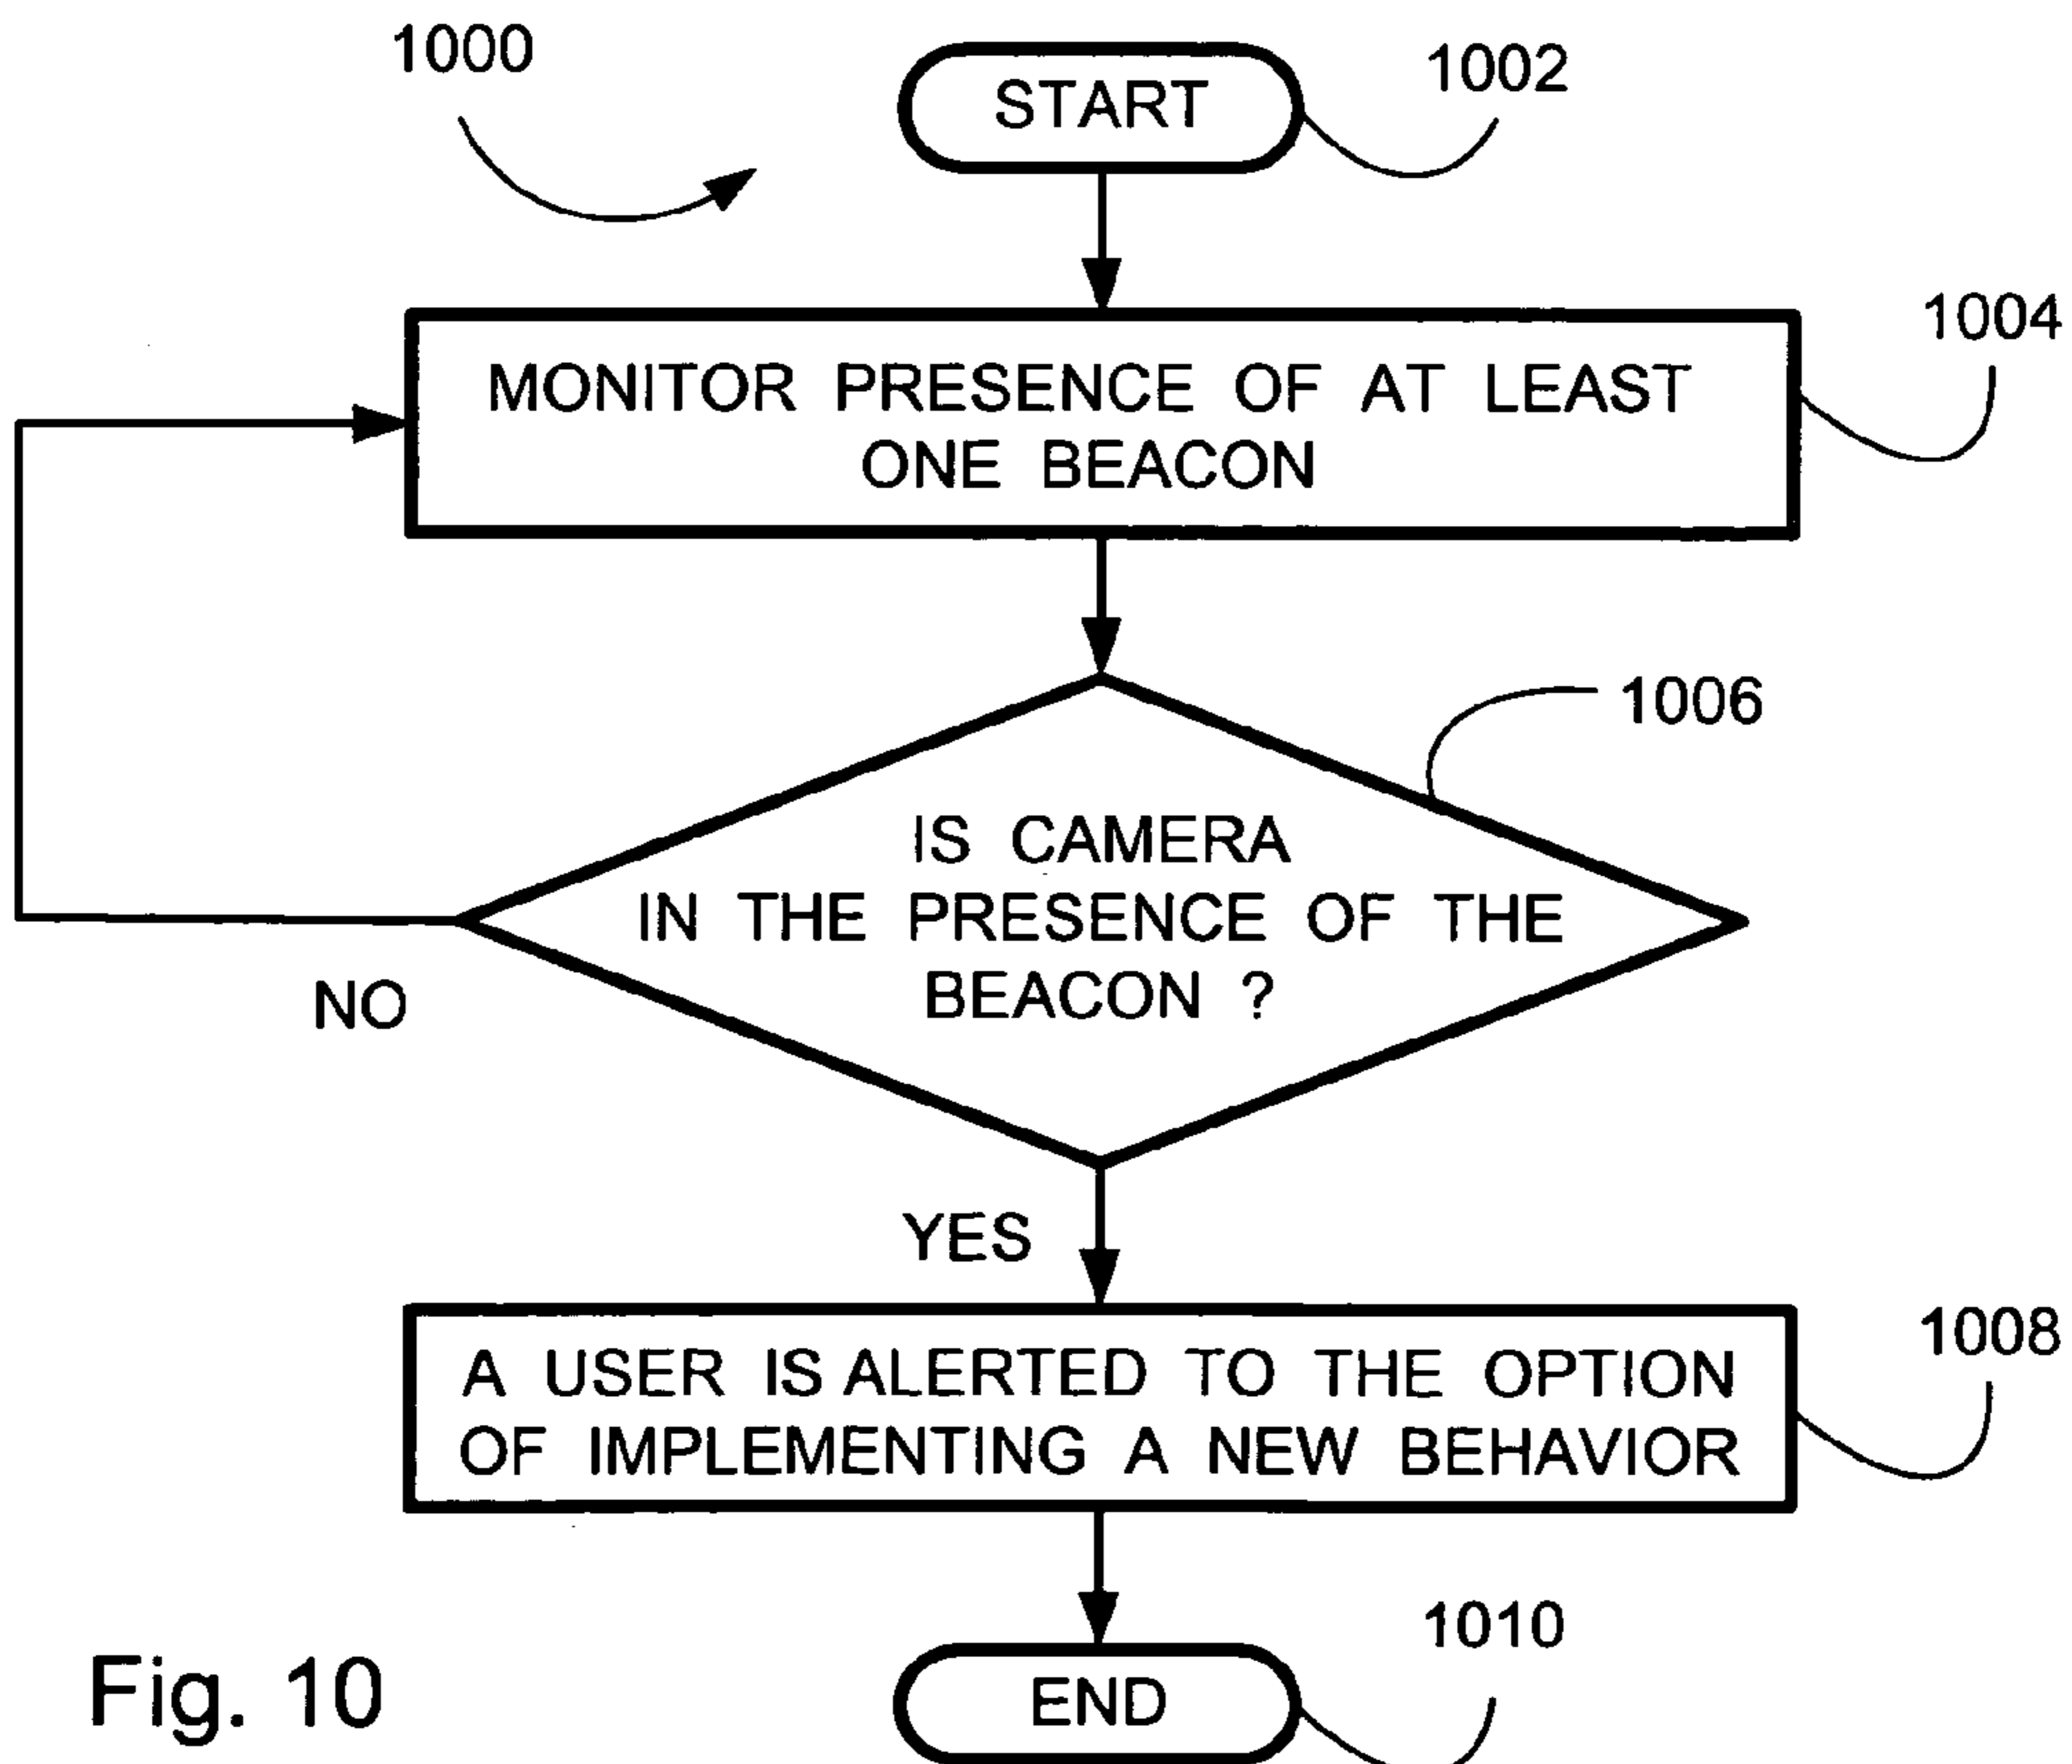 1000
START
1002
1004
MONITOR PRESENCE OF AT LEAST
ONE BEACON
1006
IS CAMERA
IN THE PRESENCE OF THE
BEACON ?
NO
YES
1008
A USER IS ALERTED TO THE OPTION
OF IMPLEMENTING A NEW BEHAVIOR
1010
END
Fig. 10